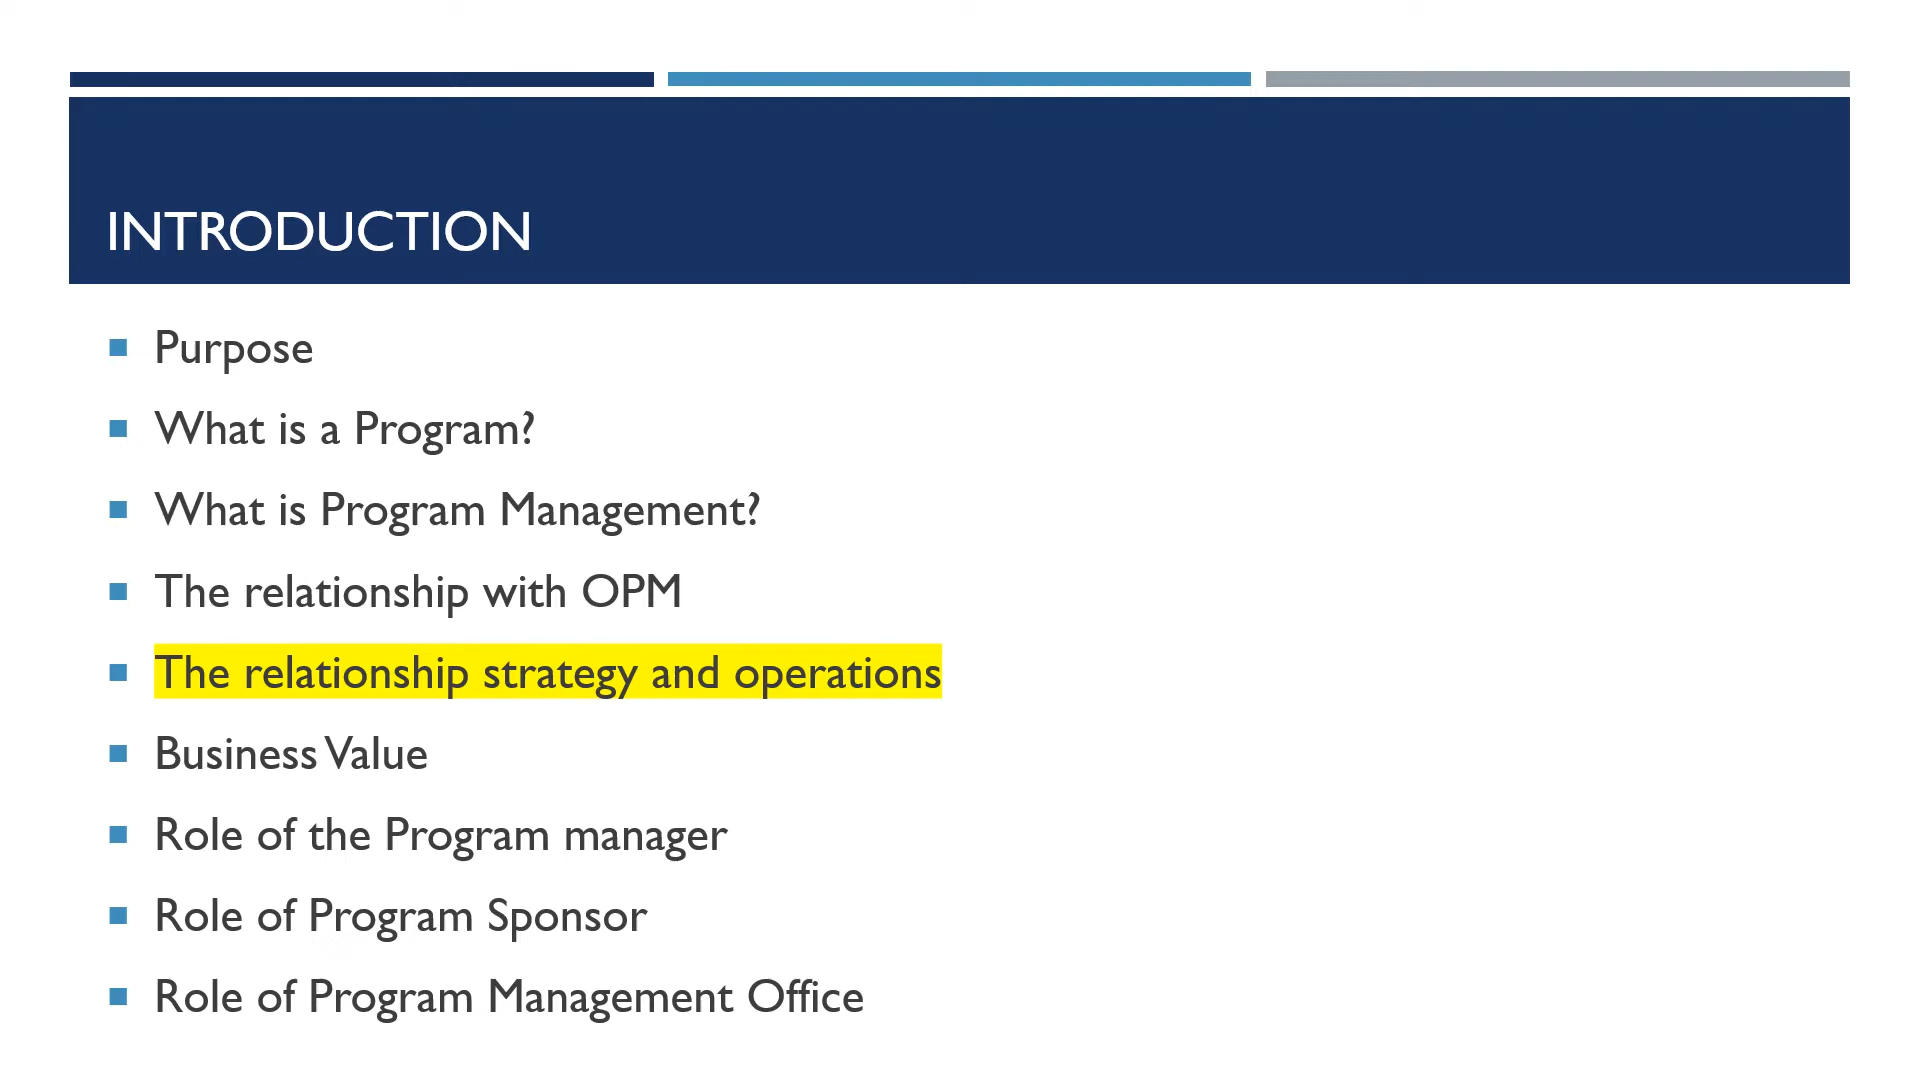 INTRODUCTION
Purpose
What is a Program?
What is Program Management?
The relationship with OPM
The relationship strategy and operations
Business Value
Role of the Program manager
Role of Program Sponsor
Role of Program Management Office